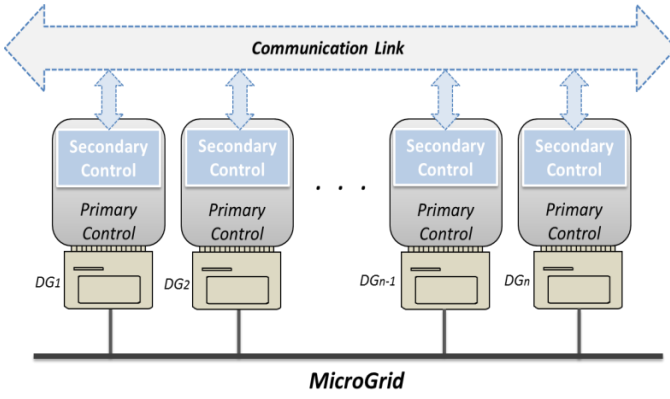 Communication Link
Secondary
Control
Secondary
Control
Secondary
Control
Secondary
Control
. . .
Primary
Control
Primary
Control
Primary
Control
Primary
Control
DG1
DG2
DGn-1
DGn
MicroGrid